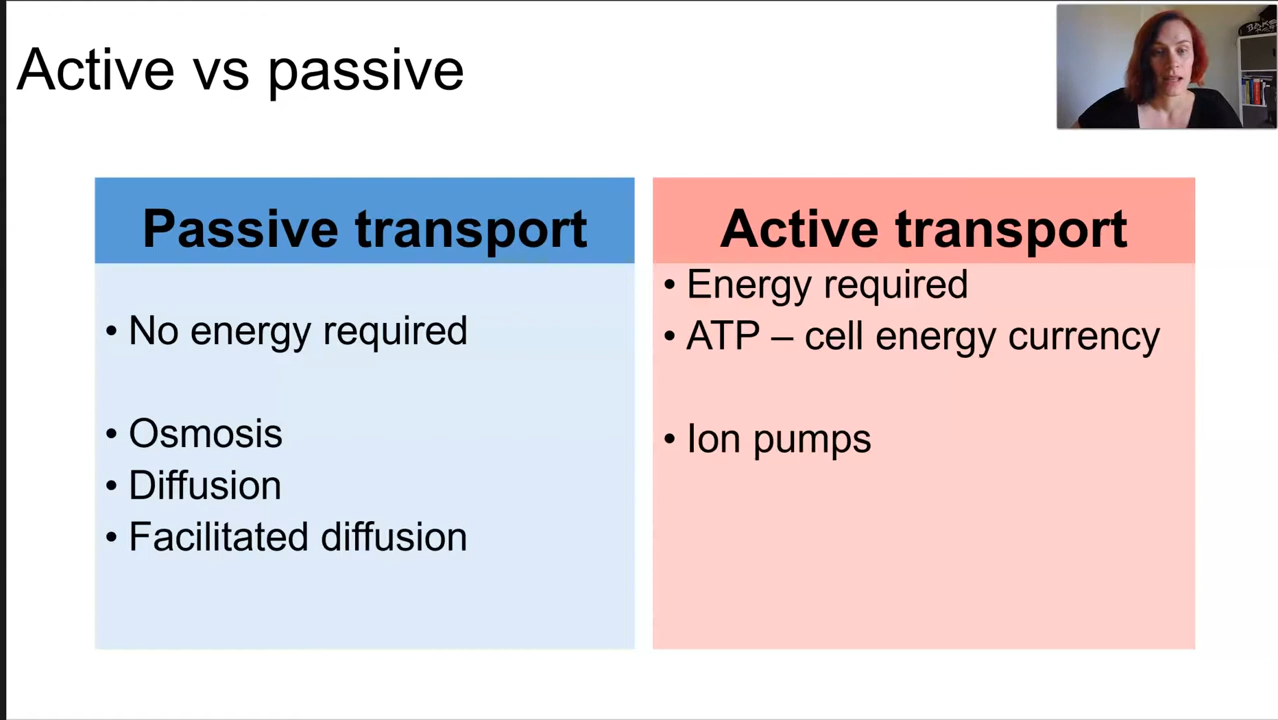 Active vs passive
Passive transport
• No energy required
• Osmosis
• Diffusion
• Facilitated diffusion
Active transport
• Energy required
• ATP – cell energy currency
• Ion pumps